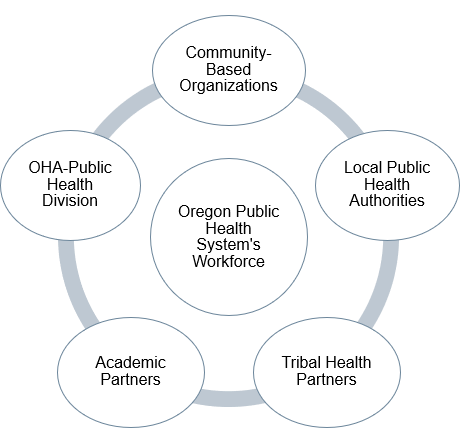 Community-
Based
Organizations
OHA-Public
Health
Division
Local Public
Health
Authorities
Oregon Public
Health
System's
Workforce
Academic
Partners
Tribal Health
Partners